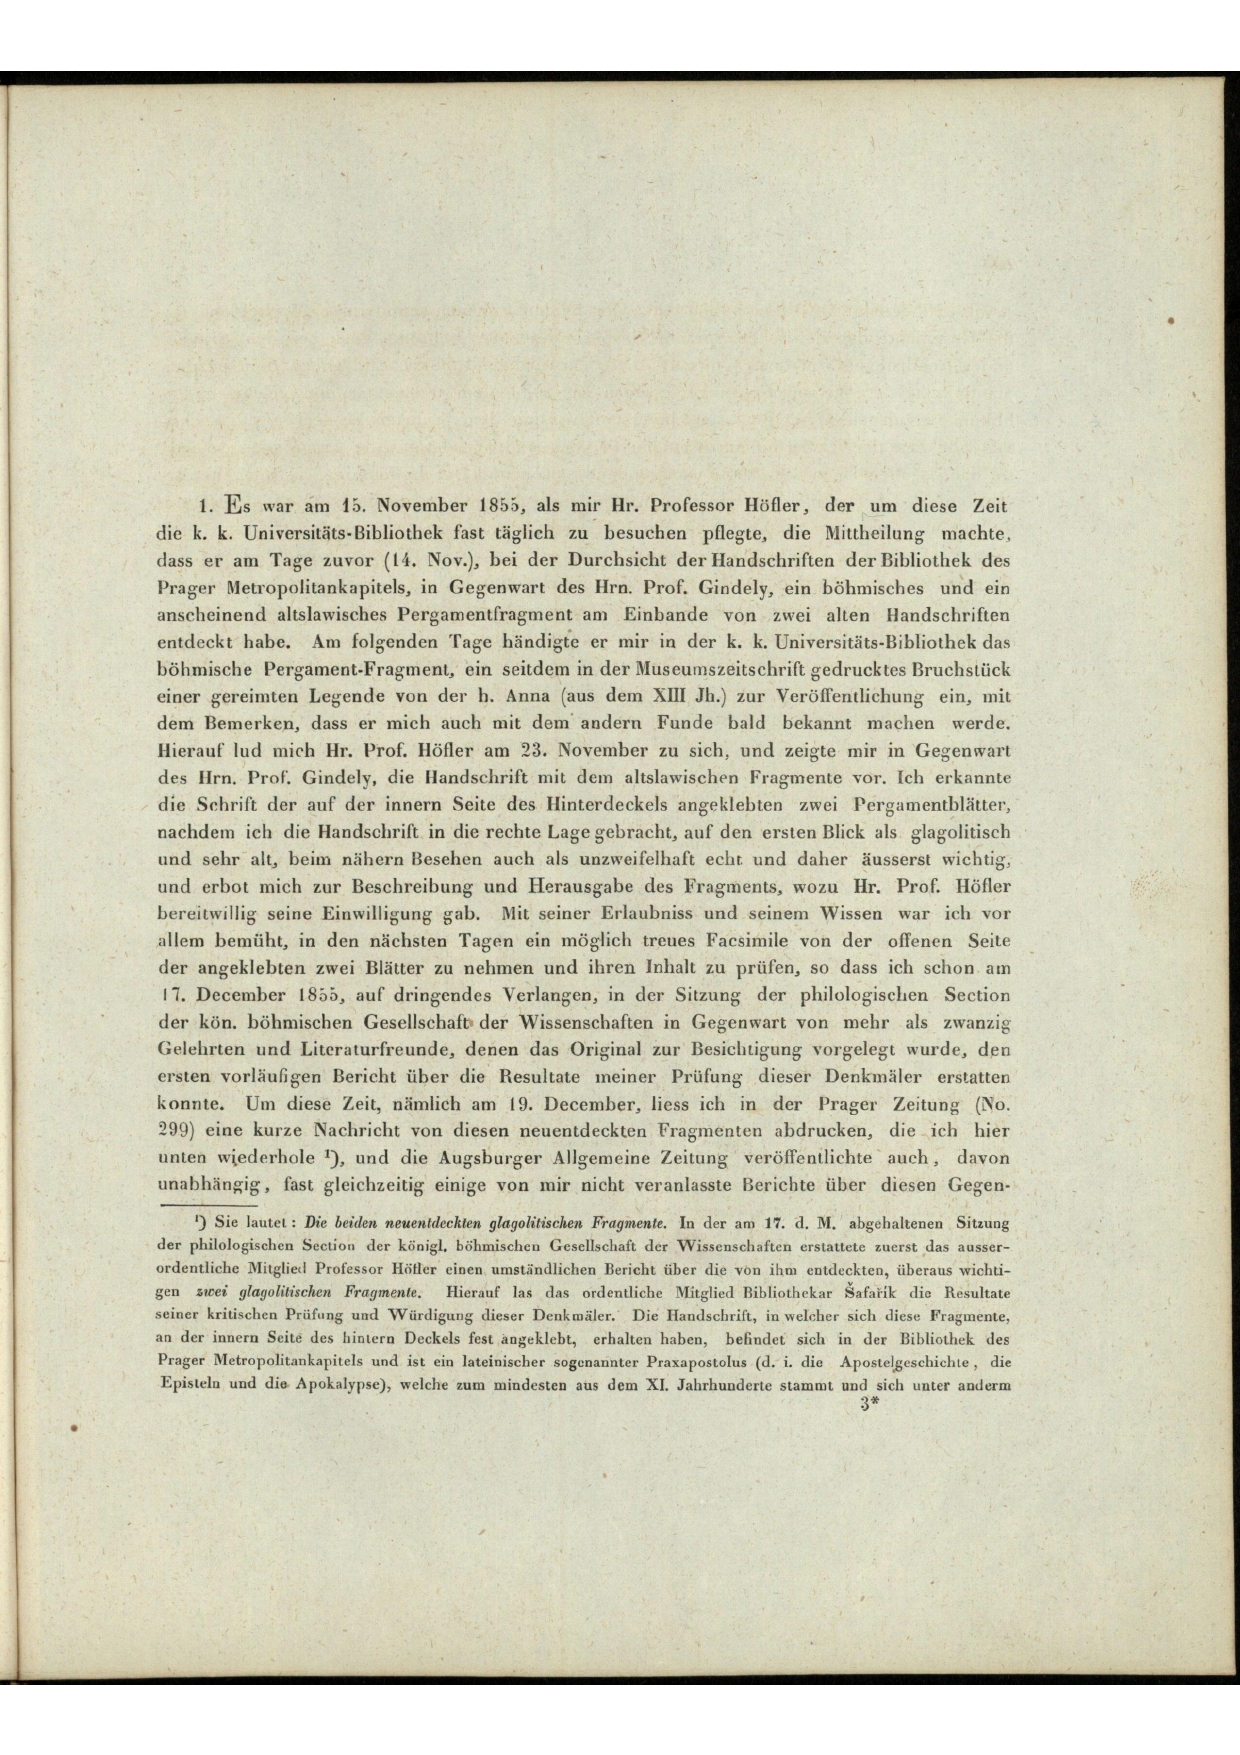 1. Es war am 15. November 1855, als mir Hr. Professor Höfler, der um diese Zeit
die k. k. Universitäts-Bibliothek fast täglich zu besuchen pflegte, die Mittheilung machte,
dass er am Tage zuvor (14. Nov.), bei der Durchsicht der Handschriften der Bibliothek des
Prager Metropolitankapitels, in Gegenwart des Hrn. Prof. Gindely, ein böhmisches und ein
anscheinend altslawisches Pergamentfragment am Einbande von zwei alten Handschriften
entdeckt habe. Am folgenden Tage händigte er mir in der k. k. Universitäts-Bibliothek das
böhmische Pergament-Fragment, ein seitdem in der Museumszeitschrift gedrucktes Bruchstück
einer gereimten Legende von der h. Anna (aus dem XIII Jh.) zur Veröffentlichung ein, mit
dem Bemerken, dass er mich auch mit dem andern Funde bald bekannt machen werde.
Hierauf lud mich Hr. Prof. Höfler am 23. November zu sich, und zeigte mir in Gegenwart
des Hrn. Prof. Gindely, die Handschrift mit dem altslawischen Fragmente vor. Ich erkannte
die Schrift der auf der innern Seite des Hinterdeckels angeklebten zwei Pergamentblätter,
nachdem ich die Handschrift in die rechte Lage gebracht, auf den ersten Blick als glagolitisch
und sehr alt, beim nähern Besehen auch als unzweifelhaft echt und daher äusserst wichtig,
und erbot mich zur Beschreibung und Herausgabe des Fragments, wozu Hr. Prof. Höfler
bereitwillig seine Einwilligung gab. Mit seiner Erlaubniss und seinem Wissen war ich vor
allem bemüht, in den nächsten Tagen ein möglich treues Facsimile von der offenen Seite
der angeklebten zwei Blätter zu nehmen und ihren Inhalt zu prüfen, so dass ich schon am
17. December 1855, auf dringendes Verlangen, in der Sitzung der philologischen Section
der kön. böhmischen Gesellschaft der Wissenschaften in Gegenwart von mehr als zwanzig
Gelehrten und Literaturfreunde, denen das Original zur Besichtigung vorgelegt wurde, den
ersten vorläufigen Bericht über die Resultate meiner Prüfung dieser Denkmäler erstatten
konnte. Um diese Zeit, nämlich am 19. December, liess ich in der Prager Zeitung (No.
299) eine kurze Nachricht von diesen neuentdeckten Fragmenten abdrucken, die ich hier
unten wiederhole ¹), und die Augsburger Allgemeine Zeitung veröffentlichte auch, davon
unabhängig, fast gleichzeitig einige von mir nicht veranlasste Berichte über diesen Gegen-
¹) Sie lautet: Die beiden neuentdeckten glagolitischen Fragmente. In der am 17. d. M. abgehaltenen Sitzung
der philologischen Section der königl. böhmischen Gesellschaft der Wissenschaften erstattete zuerst das ausser-
ordentliche Mitglied Professor Höfler einen umständlichen Bericht über die von ihm entdeckten, überaus wichti-
gen zwei glagolitischen Fragmente. Hierauf las das ordentliche Mitglied Bibliothekar Šafařik die Resultate
seiner kritischen Prüfung und Würdigung dieser Denkmäler. Die Handschrift, in welcher sich diese Fragmente,
an der innern Seite des hintern Deckels fest angeklebt, erhalten haben, befindet sich in der Bibliothek des
Prager Metropolitankapitels und ist ein lateinischer sogenannter Praxapostolus (d. i. die Apostelgeschichte, die
Episteln und die Apokalypse), welche zum mindesten aus dem XI. Jahrhunderte stammt und sich unter anderm
3*